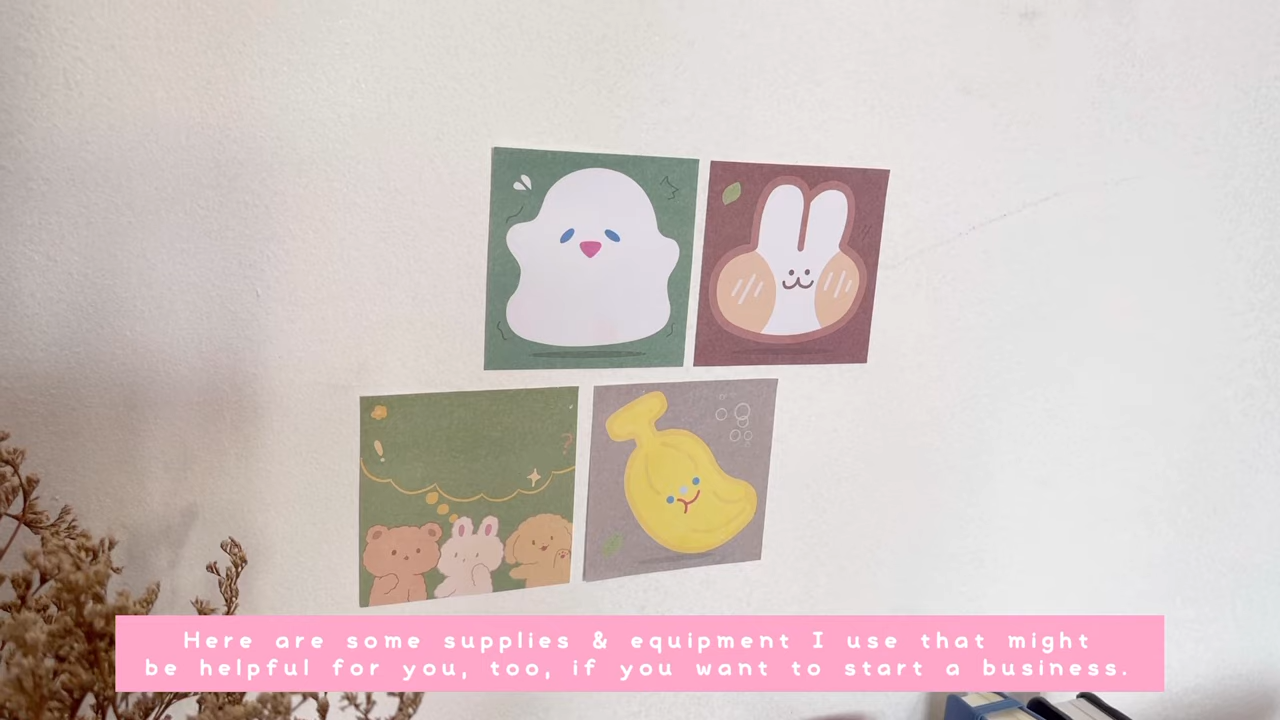 Here are some supplies & equipment I use that might
be helpful for you, too, if you want to start a business.